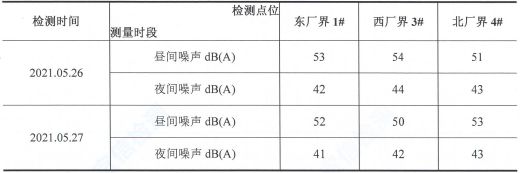 检测时间 检测点位 测量时段 东厂界 1# 西厂界 3# 北厂界 4#
2021.05.26 昼间噪声 dB(A) 53 54 51
夜间噪声 dB(A) 42 44 43
2021.05.27 昼间噪声 dB(A) 52 50 53
夜间噪声 dB(A) 41 42 43